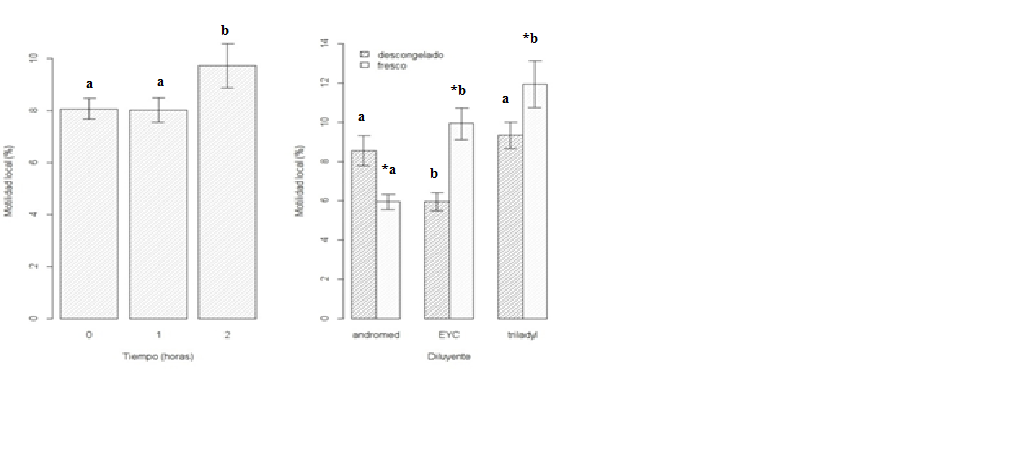 b
a
a
10
8
6
4
2
0
Motilidad local (%)
0 1 2
Tiempo (horas)
*b
*b
a
a
*a
b
descongelado
fresco
14
12
10
8
6
4
2
0
Motilidad local (%)
andromed EYC triladyl
Diluyente